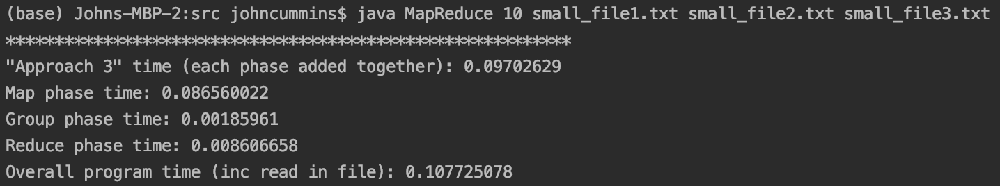 (base) Johns-MBP-2:src johncummins$ java MapReduce 10 small_file1.txt small_file2.txt small_file3.txt
**********************************************************
"Approach 3" time (each phase added together): 0.09702629
Map phase time: 0.086560022
Group phase time: 0.00185961
Reduce phase time: 0.008606658
Overall program time (inc read in file): 0.107725078